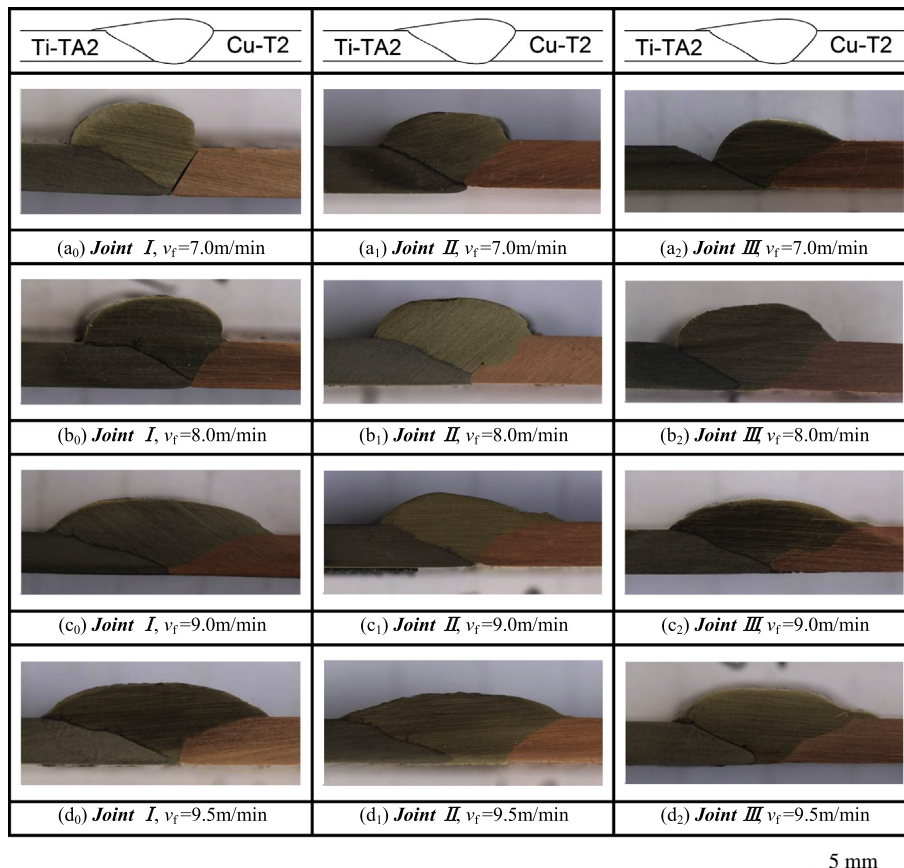 Ti-TA2 Cu-T2 Ti-TA2 Cu-T2 Ti-TA2 Cu-T2
(a₀) Joint Ⅰ, vf=7.0m/min (a₁) Joint Ⅱ, vf=7.0m/min (a₂) Joint Ⅲ, vf=7.0m/min
(b₀) Joint Ⅰ, vf=8.0m/min (b₁) Joint Ⅱ, vf=8.0m/min (b₂) Joint Ⅲ, vf=8.0m/min
(c₀) Joint Ⅰ, vf=9.0m/min (c₁) Joint Ⅱ, vf=9.0m/min (c₂) Joint Ⅲ, vf=9.0m/min
(d₀) Joint Ⅰ, vf=9.5m/min (d₁) Joint Ⅱ, vf=9.5m/min (d₂) Joint Ⅲ, vf=9.5m/min
5 mm